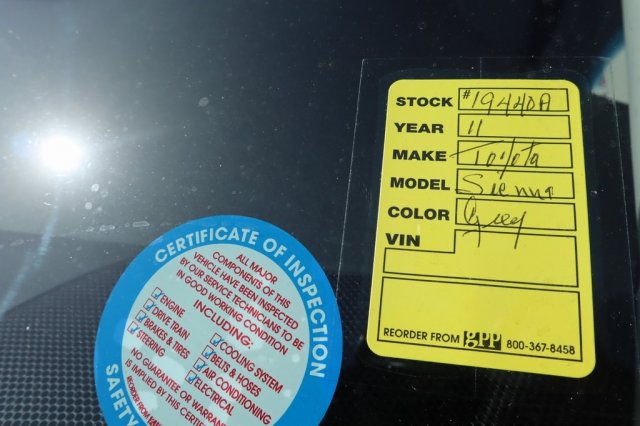 STOCK #19440A
YEAR 11
MAKE Toyota
MODEL Sienna
COLOR Grey
VIN
REORDER FROM gpp 800-367-8458
CERTIFICATE OF INSPECTION
ALL MAJOR
COMPONENTS OF THIS
VEHICLE HAVE BEEN INSPECTED
BY OUR SERVICE TECHNICIANS TO BE
IN GOOD WORKING CONDITION
INCLUDING:
ENGINE
DRIVE TRAIN
BRAKES & TIRES
STEERING
COOLING SYSTEM
BELTS & HOSES
AIR CONDITIONING
ELECTRICAL
NO GUARANTEE OR WARRANTY
IS IMPLIED BY THIS
REORDER FROM
SAFETY